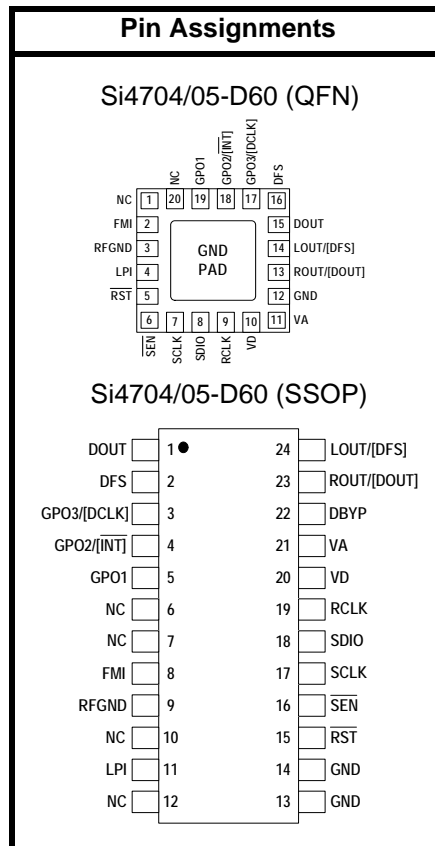 Pin Assignments
Si4704/05-D60 (QFN)
NC
GPO1
GPO2/[INT]
GPO3/[DCLK]
DFS
NC 1 20 19 18 17 16
FMI 2 15 DOUT
RFGND 3 GND PAD 14 LOUT/[DFS]
LPI 4 13 ROUT/[DOUT]
RST 5 12 GND
6 7 8 9 10 11 VA
SEN
SCLK
SDIO
RCLK
VD
Si4704/05-D60 (SSOP)
DOUT 1 24 LOUT/[DFS]
DFS 2 23 ROUT/[DOUT]
GPO3/[DCLK] 3 22 DBYP
GPO2/[INT] 4 21 VA
GPO1 5 20 VD
NC 6 19 RCLK
NC 7 18 SDIO
FMI 8 17 SCLK
RFGND 9 16 SEN
NC 10 15 RST
LPI 11 14 GND
NC 12 13 GND